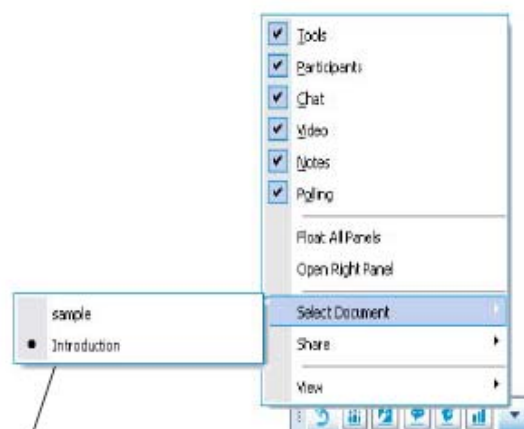 Tools
Participants
Chat
Video
Notes
Polling
Float All Panels
Open Right Panel
Select Document
Share
View
sample
Introduction